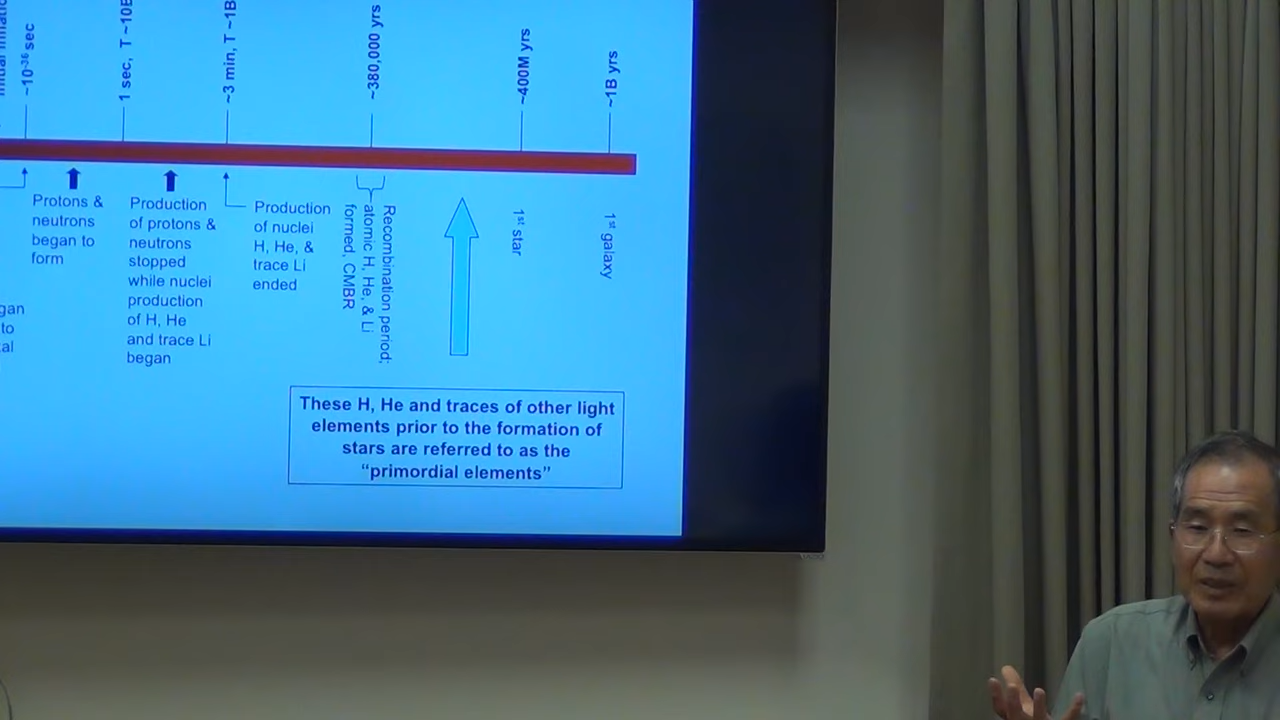 ~10⁻³⁶ sec
1 sec, T ~10B
~3 min, T ~1B
~380,000 yrs
~400M yrs
~1B yrs
Protons &
neutrons
began to
form
Production
of protons &
neutrons
stopped
while nuclei
production
of H, He
and trace Li
began
Production
of nuclei
H, He, &
trace Li
ended
Recombination period;
atomic H, He, & Li
formed, CMBR
1st star
1st galaxy
to
These H, He and traces of other light
elements prior to the formation of
stars are referred to as the
“primordial elements”